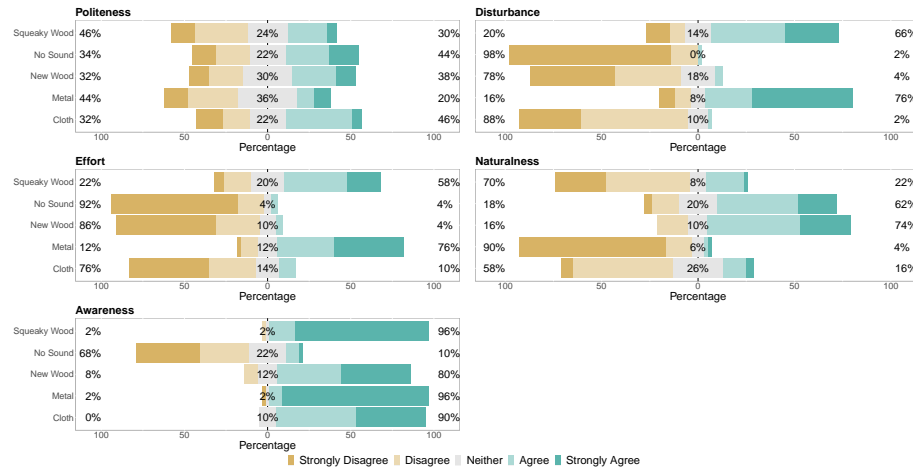 Politeness
Squeaky Wood 46% 24% 30%
No Sound 34% 22% 44%
New Wood 32% 30% 38%
Metal 44% 36% 20%
Cloth 32% 22% 46%
100 50 0 50 100
Percentage
Disturbance
20% 14% 66%
98% 0% 2%
78% 18% 4%
16% 8% 76%
88% 10% 2%
100 50 0 50 100
Percentage
Effort
Squeaky Wood 22% 20% 58%
No Sound 92% 4% 4%
New Wood 86% 10% 4%
Metal 12% 12% 76%
Cloth 76% 14% 10%
100 50 0 50 100
Percentage
Naturalness
70% 8% 22%
18% 20% 62%
16% 10% 74%
90% 6% 4%
58% 26% 16%
100 50 0 50 100
Percentage
Awareness
Squeaky Wood 2% 2% 96%
No Sound 68% 22% 10%
New Wood 8% 12% 80%
Metal 2% 2% 96%
Cloth 0% 10% 90%
100 50 0 50 100
Percentage
Strongly Disagree Disagree Neither Agree Strongly Agree